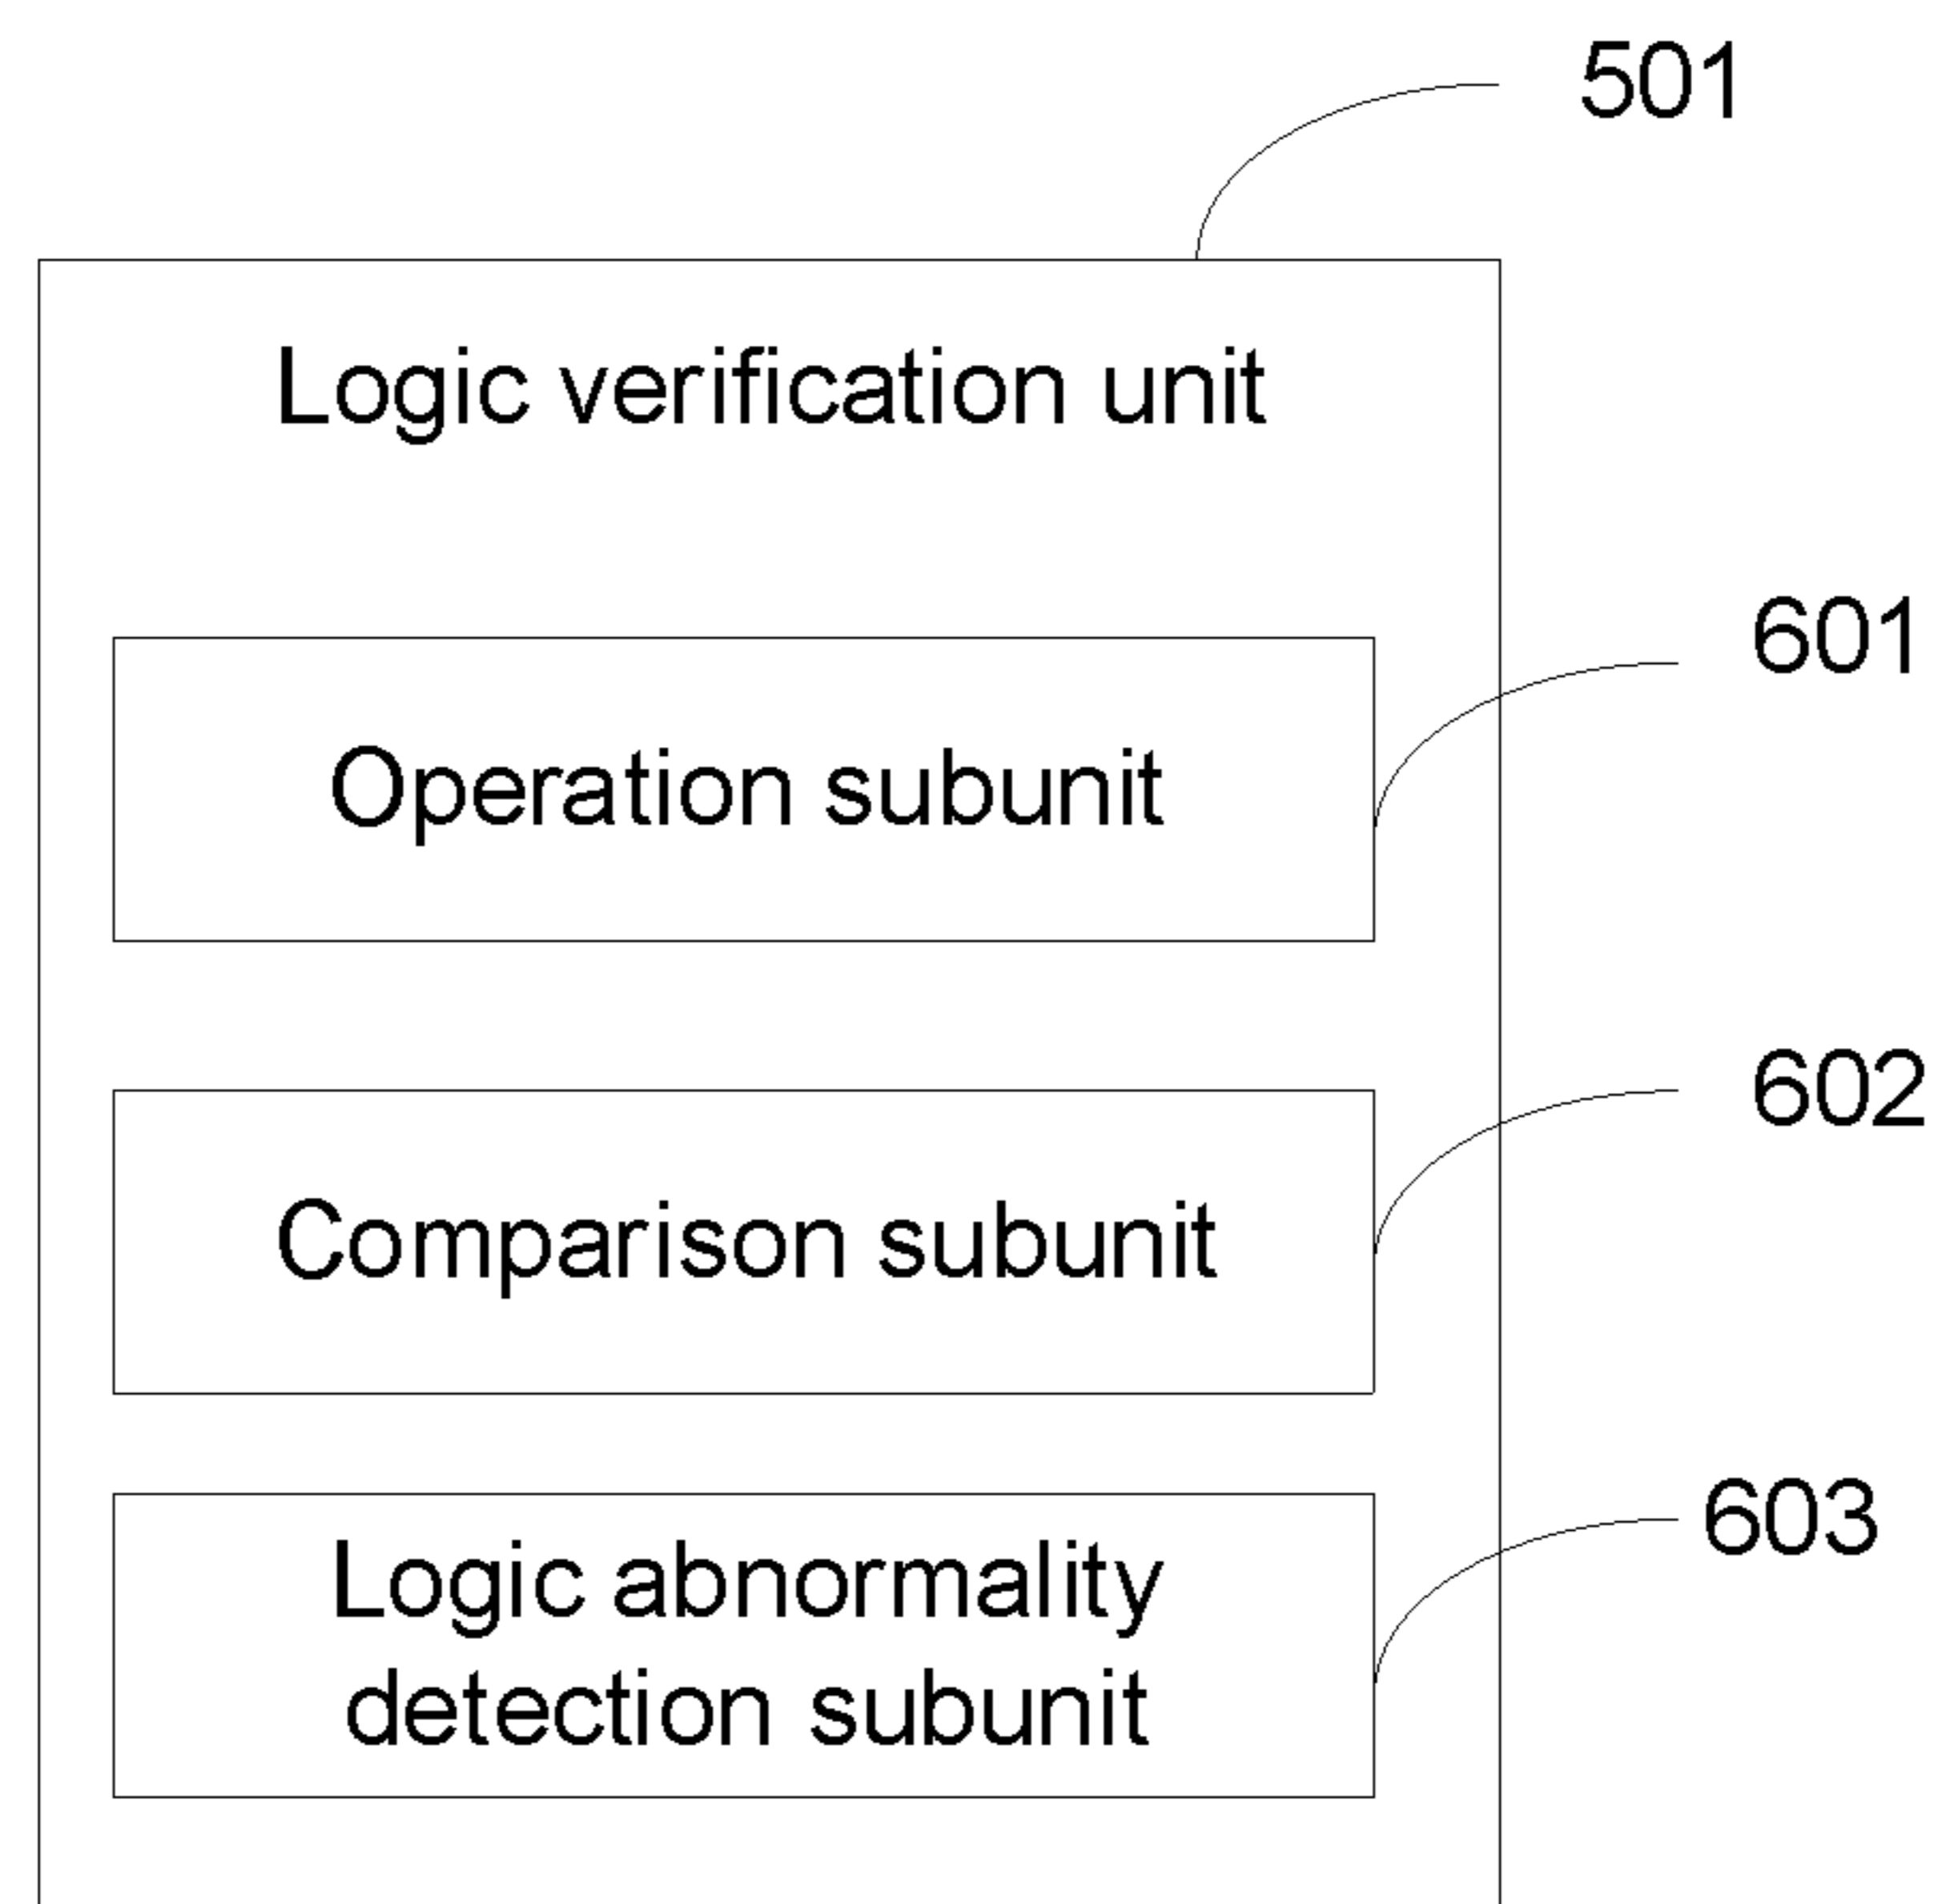 501
Logic verification unit
601
Operation subunit
602
Comparison subunit
603
Logic abnormality
detection subunit